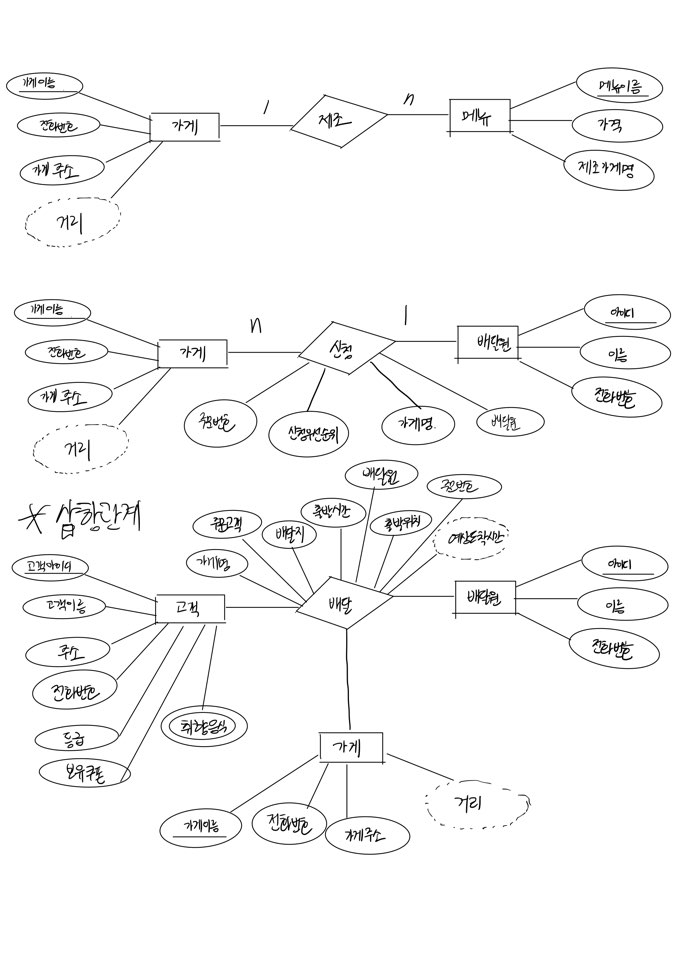 가게이름
1
n
메뉴이름
전화번호
가게
제조
메뉴
가격
가게 주소
제조가게명
거리
가게이름
n
1
아이디
전화번호
가게
신청
배달원
이름
가게 주소
전화번호
거리
주문번호
신청우선순위
가게명.
배달원
* 삼항관계
배달원
주문번호
주문고객
배달지
출발시간
출발위치
예상도착시간
가게명
고객아이디
아이디
고객이름
고객
배달
배달원
이름
주소
전화번호
전화번호
등급
취향음식
보유쿠폰
가게
거리
가게이름
전화번호
가게주소